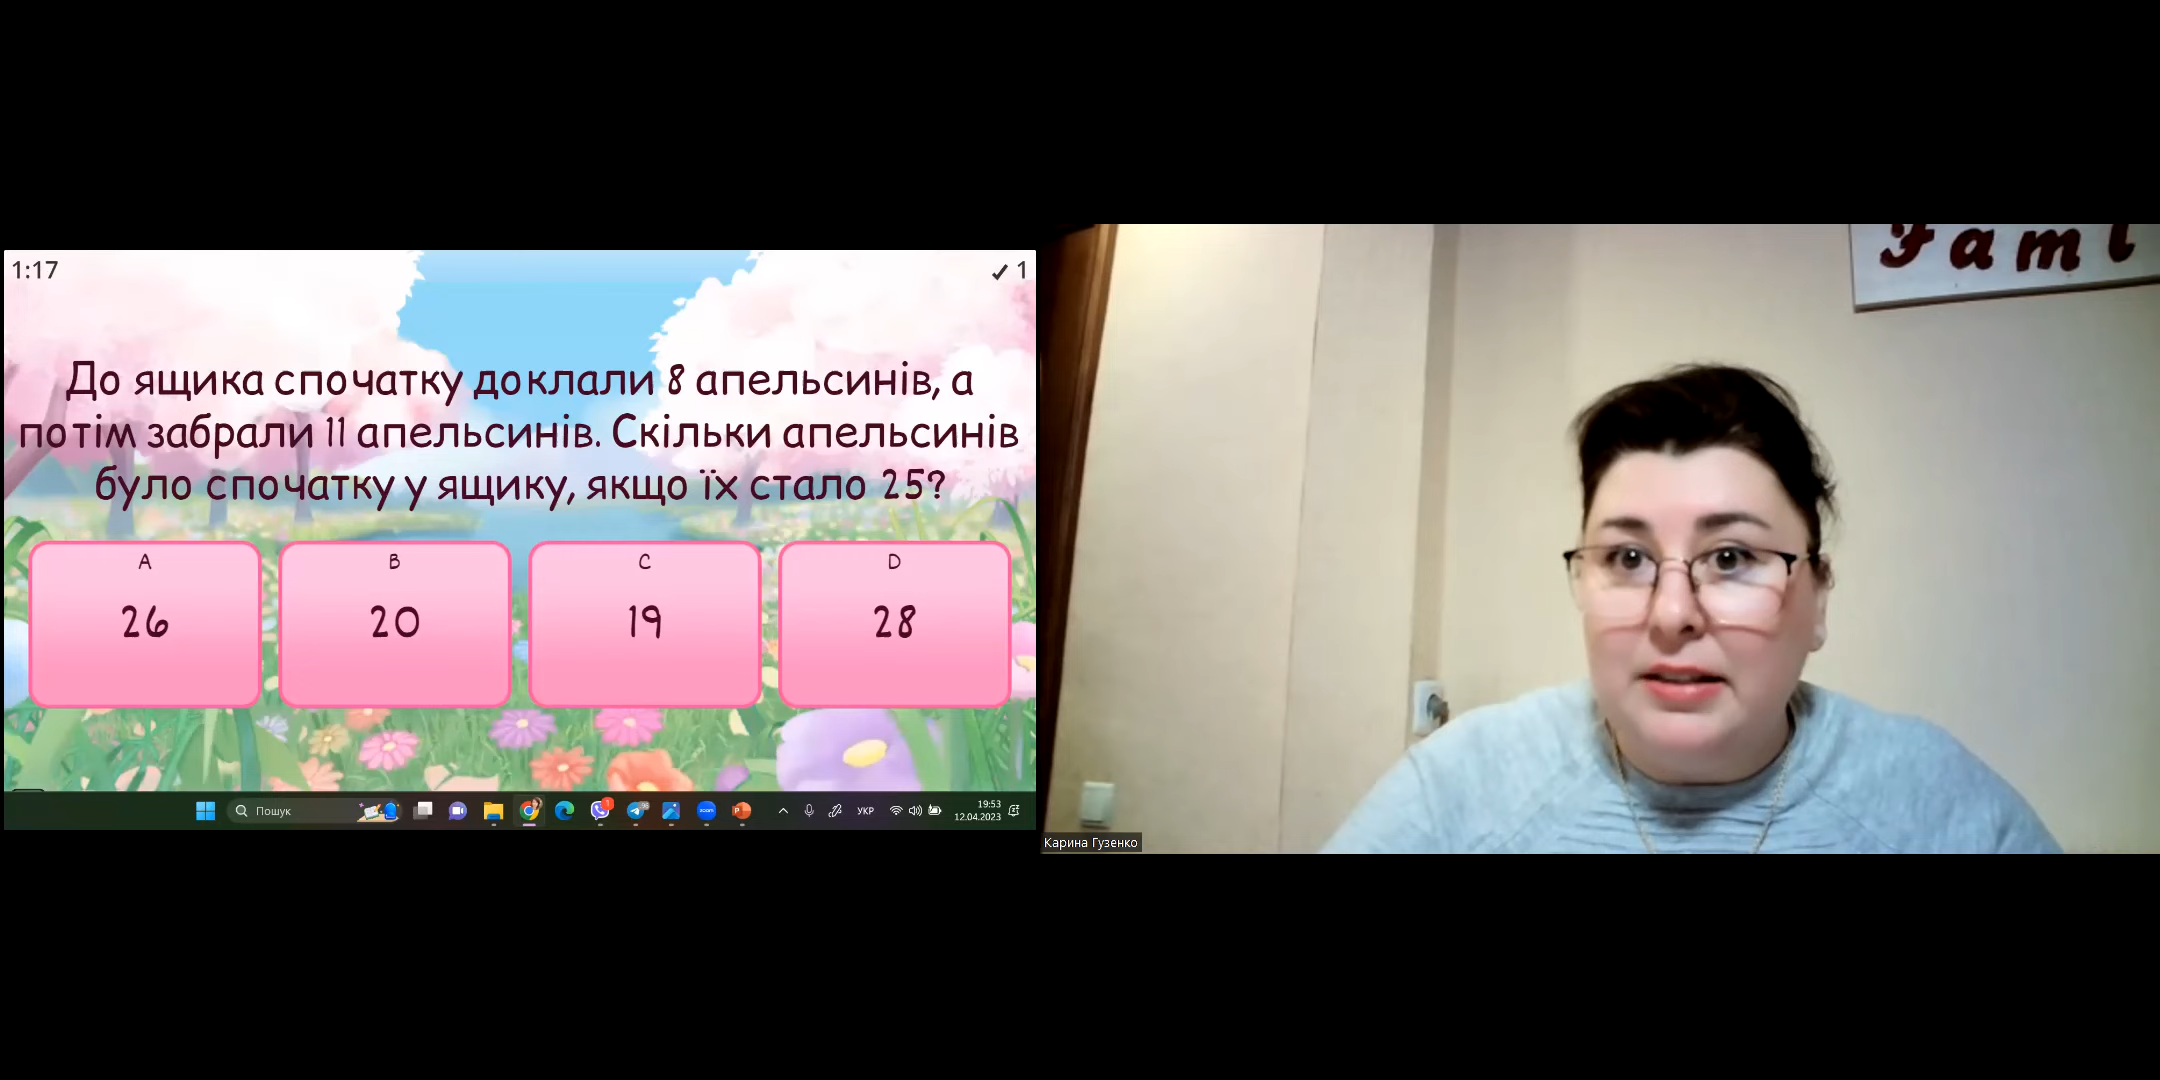 1:17
✓ 1
До ящика спочатку доклали 8 апельсинів, а
потім забрали 11 апельсинів. Скільки апельсинів
було спочатку у ящику, якщо їх стало 25?
A
26
B
20
C
19
D
28
Пошук
УКР
19:53
12.04.2023
Fami
Карина Гузенко